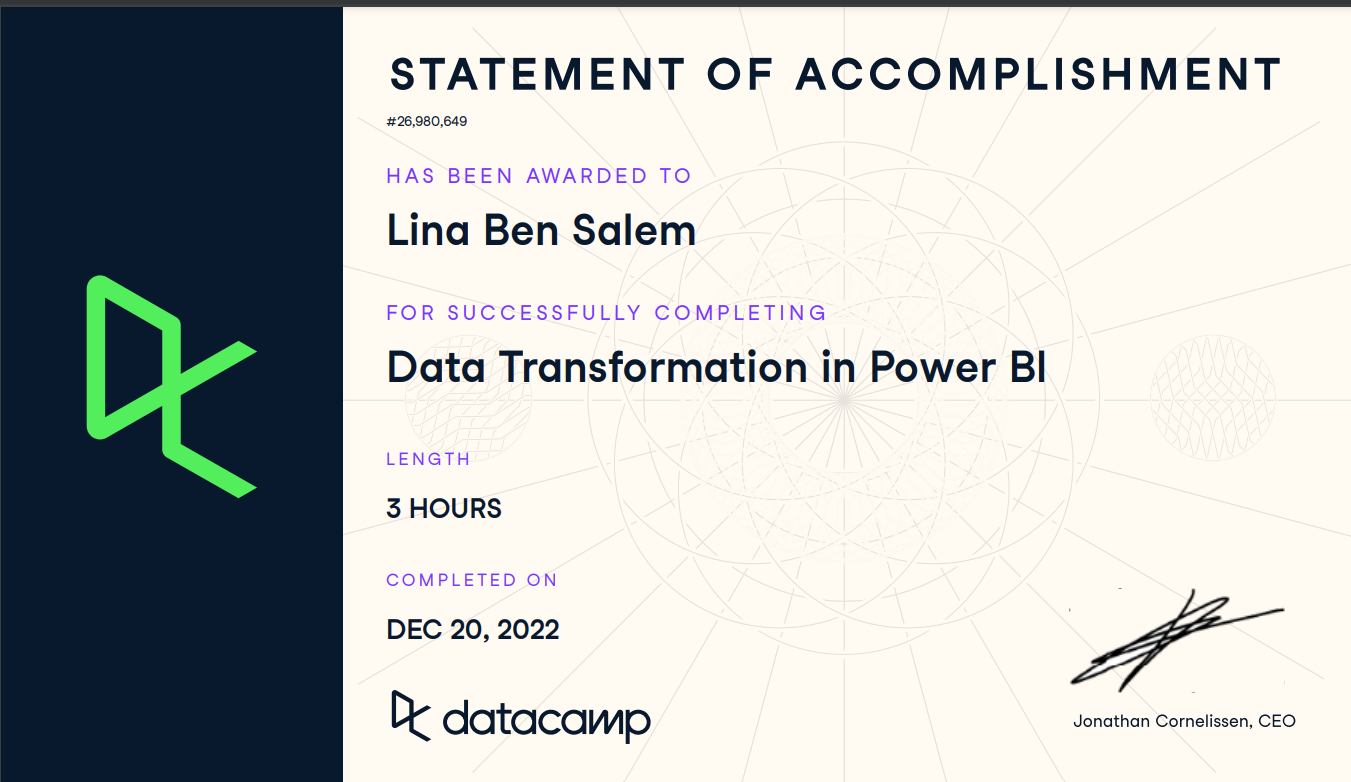 STATEMENT OF ACCOMPLISHMENT
#26,980,649
HAS BEEN AWARDED TO
Lina Ben Salem
FOR SUCCESSFULLY COMPLETING
Data Transformation in Power BI
LENGTH
3 HOURS
COMPLETED ON
DEC 20, 2022
datacamp
Jonathan Cornelissen, CEO